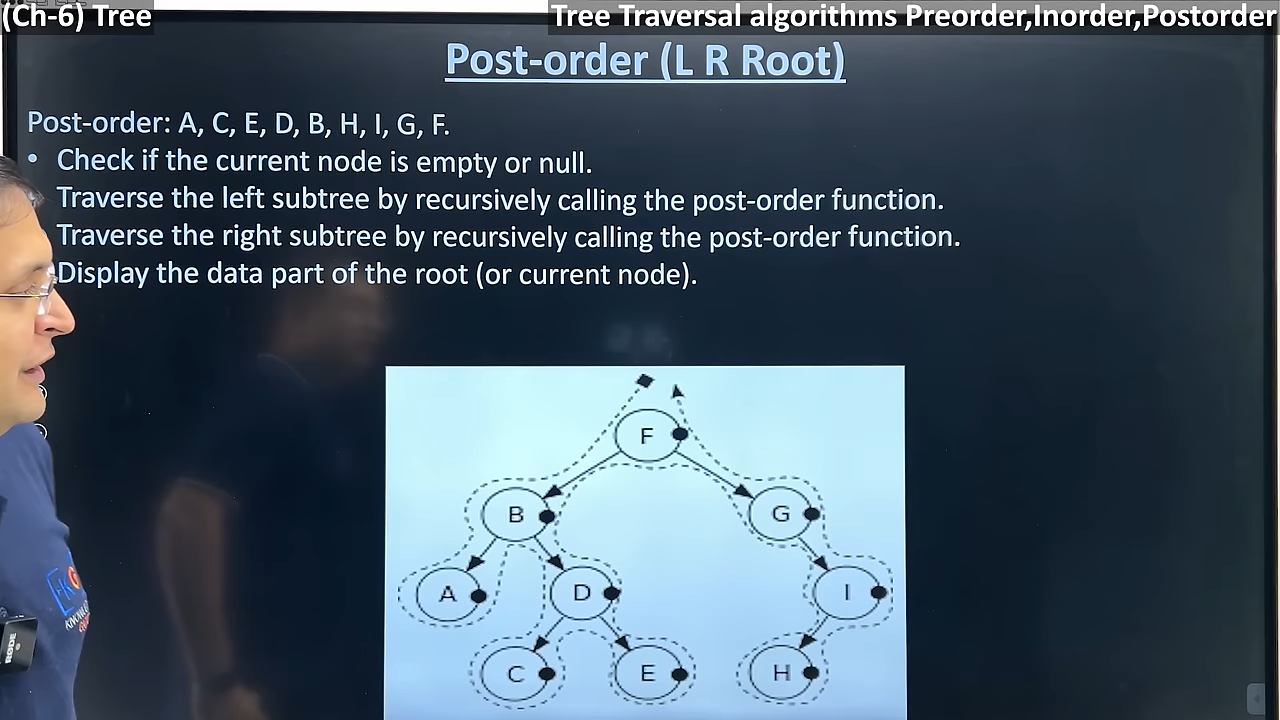 (Ch-6) Tree
Tree Traversal algorithms Preorder,Inorder,Postorder
Post-order (L R Root)
Post-order: A, C, E, D, B, H, I, G, F.
• Check if the current node is empty or null.
Traverse the left subtree by recursively calling the post-order function.
Traverse the right subtree by recursively calling the post-order function.
Display the data part of the root (or current node).
F
B
G
A
D
I
C
E
H
RODE